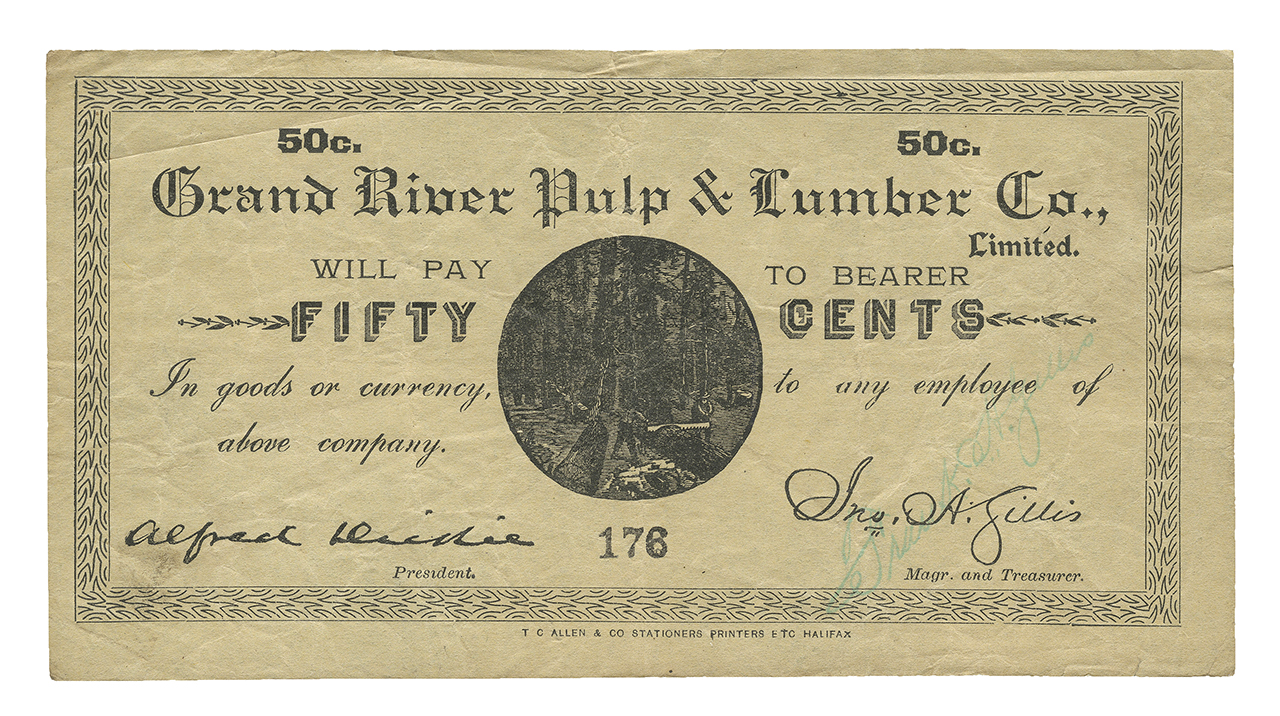 50c. 50c.
Grand River Pulp & Lumber Co.,
Limited.
WILL PAY TO BEARER
FIFTY CENTS
In goods or currency, to any employee of
above company.
Alfred Dickie Jno. A. Gillis
176
President. Magr. and Treasurer.
T C ALLEN & CO STATIONERS PRINTERS ETC HALIFAX